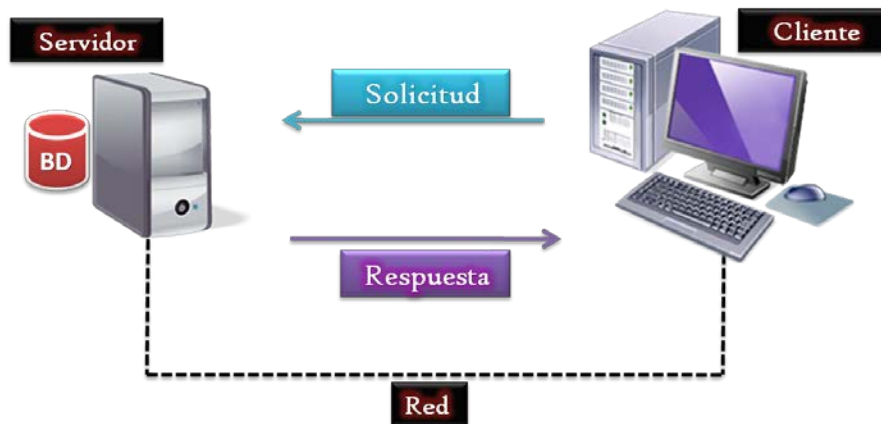 Servidor
Cliente
Solicitud
BD
Respuesta
Red